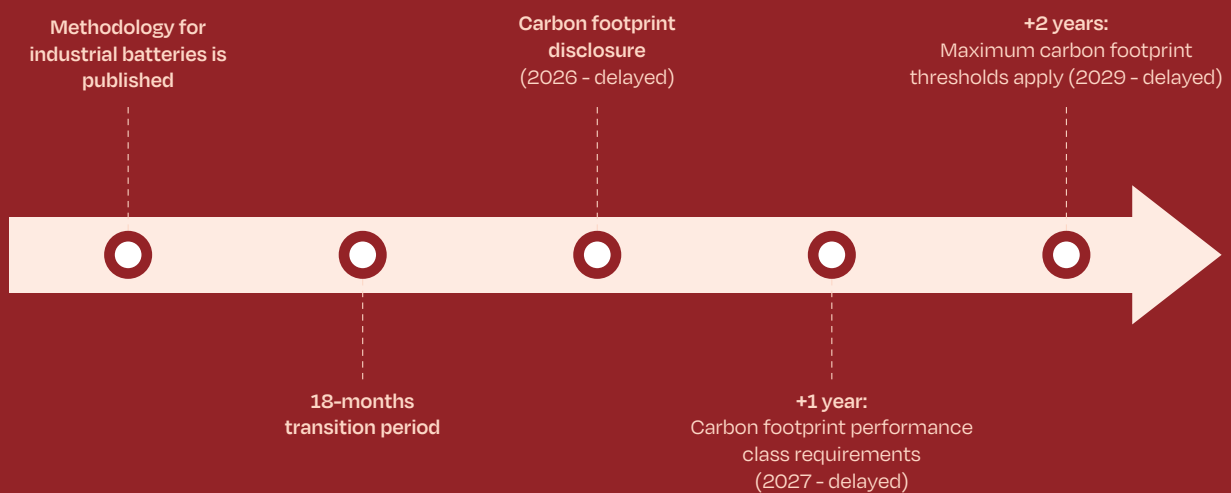 Methodology for
industrial batteries is
published
18-months
transition period
Carbon footprint
disclosure
(2026 - delayed)
+1 year:
Carbon footprint performance
class requirements
(2027 - delayed)
+2 years:
Maximum carbon footprint
thresholds apply (2029 - delayed)